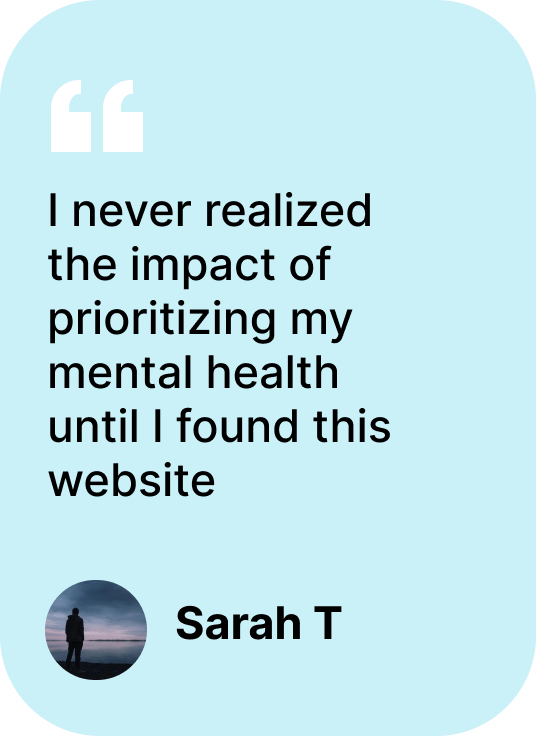 “
I never realized
the impact of
prioritizing my
mental health
until I found this
website
Sarah T